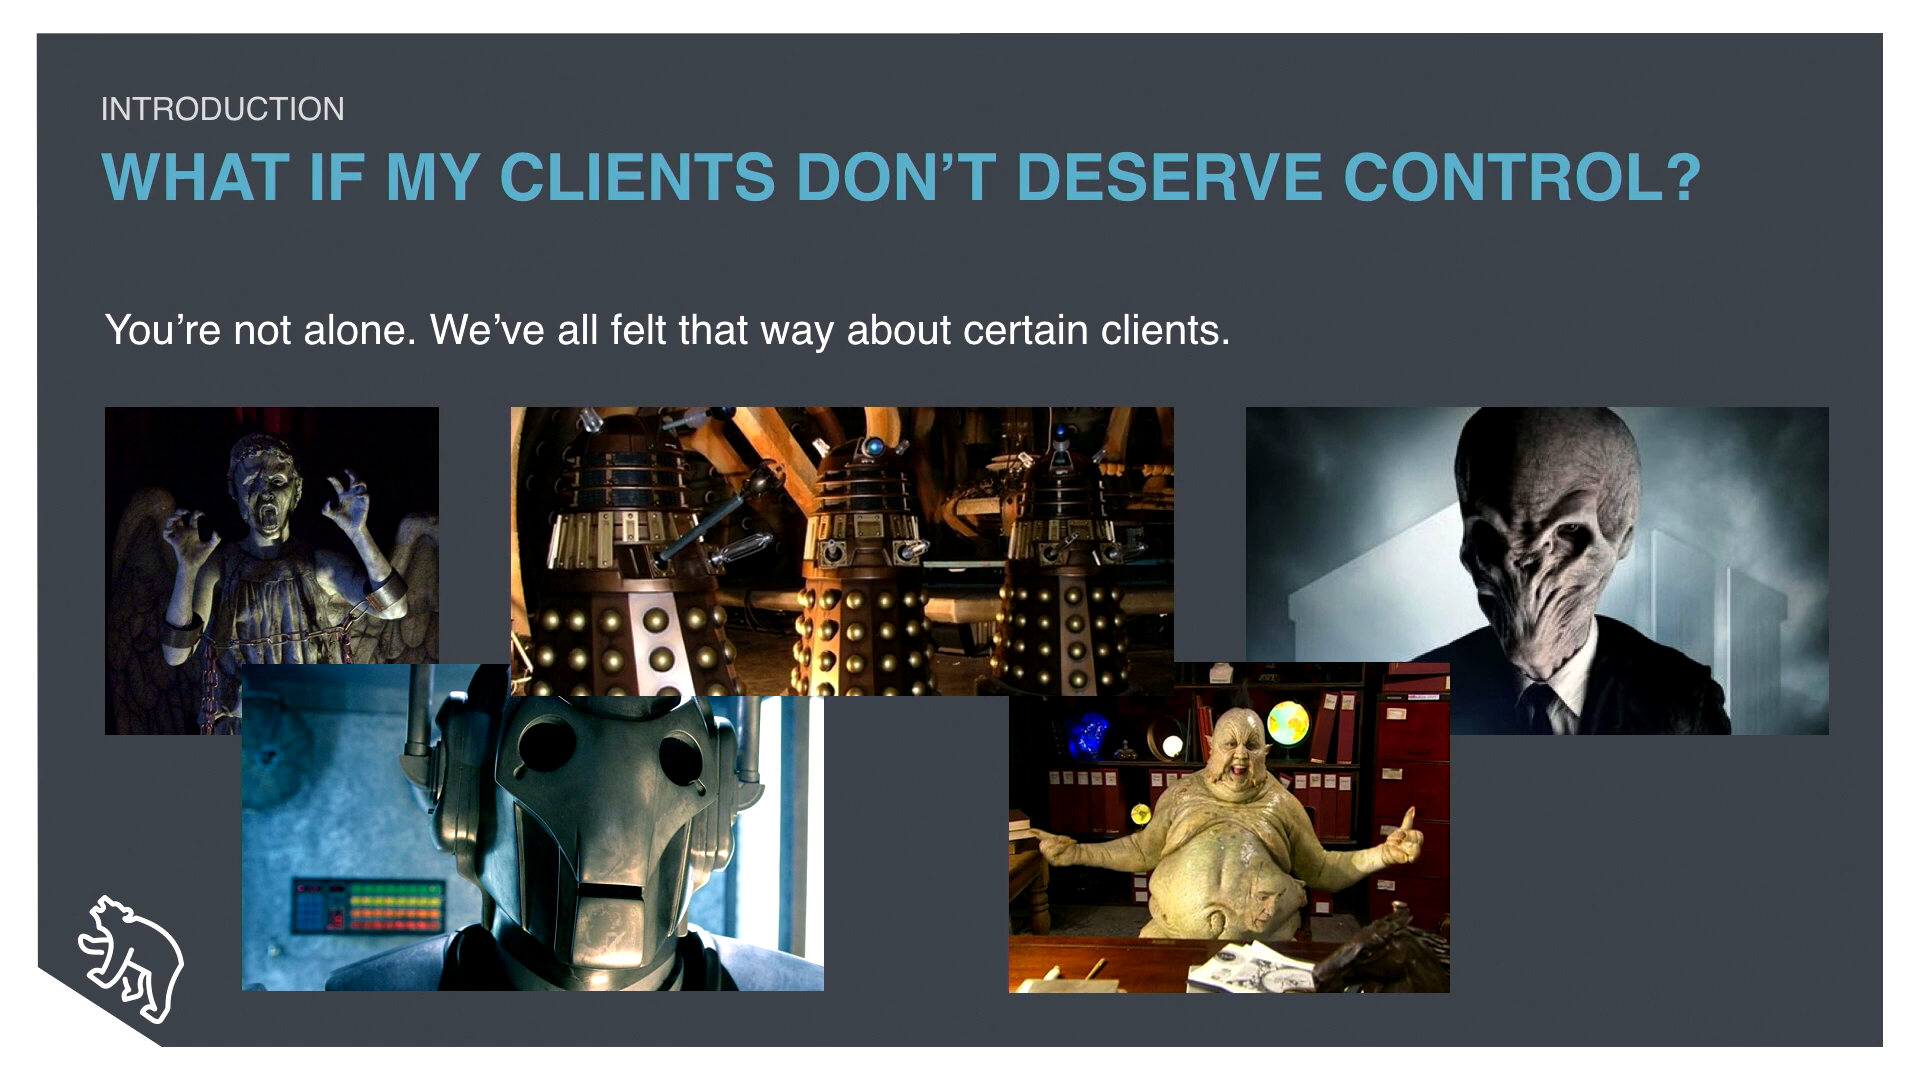 INTRODUCTION
WHAT IF MY CLIENTS DON’T DESERVE CONTROL?
You’re not alone. We’ve all felt that way about certain clients.